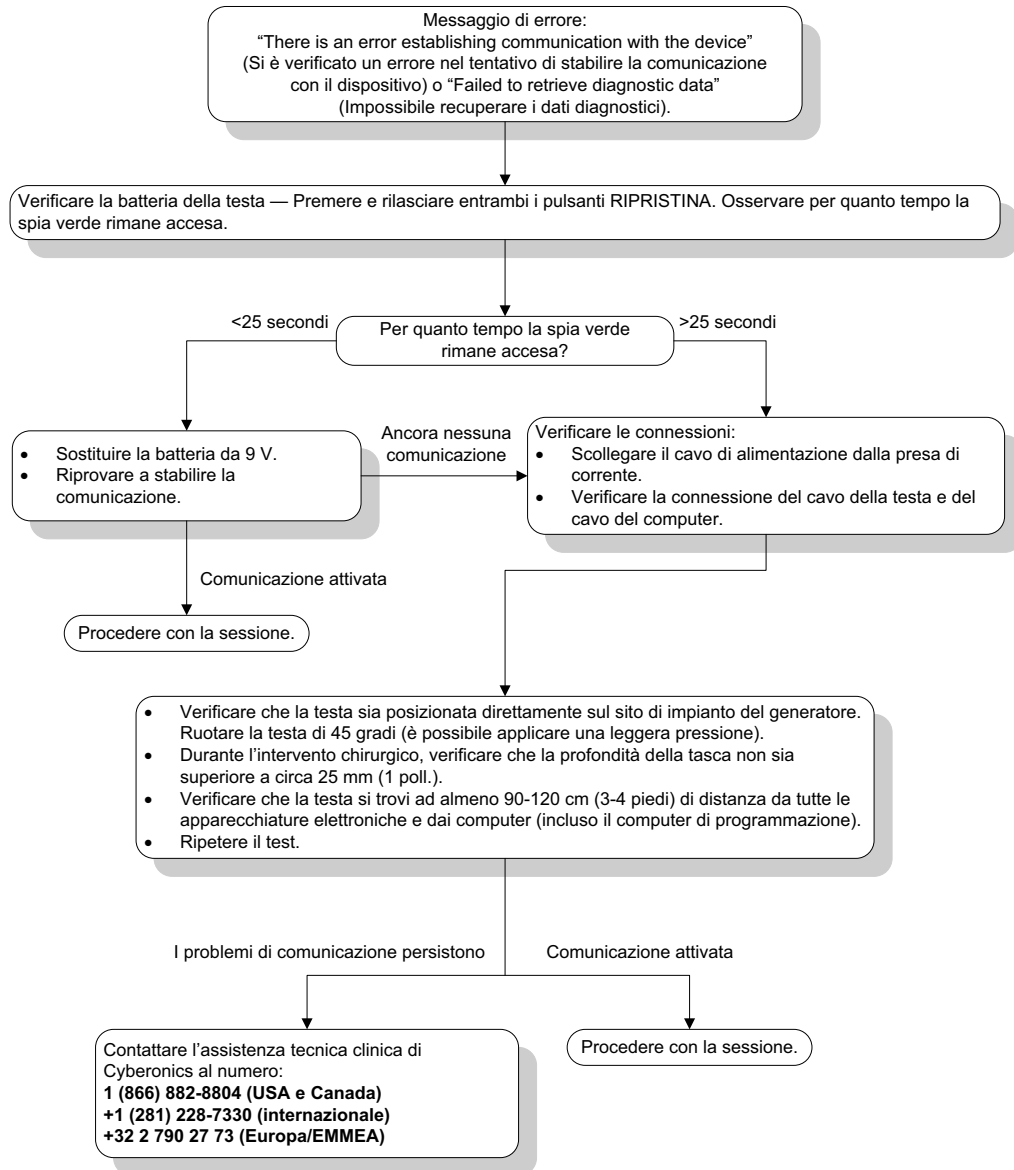 Messaggio di errore:
“There is an error establishing communication with the device”
(Si è verificato un errore nel tentativo di stabilire la comunicazione
con il dispositivo) o “Failed to retrieve diagnostic data”
(Impossibile recuperare i dati diagnostici).
Verificare la batteria della testa — Premere e rilasciare entrambi i pulsanti RIPRISTINA. Osservare per quanto tempo la
spia verde rimane accesa.
<25 secondi
Per quanto tempo la spia verde
rimane accesa?
>25 secondi
• Sostituire la batteria da 9 V.
• Riprovare a stabilire la
comunicazione.
Ancora nessuna
comunicazione
Verificare le connessioni:
• Scollegare il cavo di alimentazione dalla presa di
corrente.
• Verificare la connessione del cavo della testa e del
cavo del computer.
Comunicazione attivata
Procedere con la sessione.
• Verificare che la testa sia posizionata direttamente sul sito di impianto del generatore.
Ruotare la testa di 45 gradi (è possibile applicare una leggera pressione).
• Durante l’intervento chirurgico, verificare che la profondità della tasca non sia
superiore a circa 25 mm (1 poll.).
• Verificare che la testa si trovi ad almeno 90-120 cm (3-4 piedi) di distanza da tutte le
apparecchiature elettroniche e dai computer (incluso il computer di programmazione).
• Ripetere il test.
I problemi di comunicazione persistono
Comunicazione attivata
Contattare l’assistenza tecnica clinica di
Cyberonics al numero:
1 (866) 882-8804 (USA e Canada)
+1 (281) 228-7330 (internazionale)
+32 2 790 27 73 (Europa/EMMEA)
Procedere con la sessione.